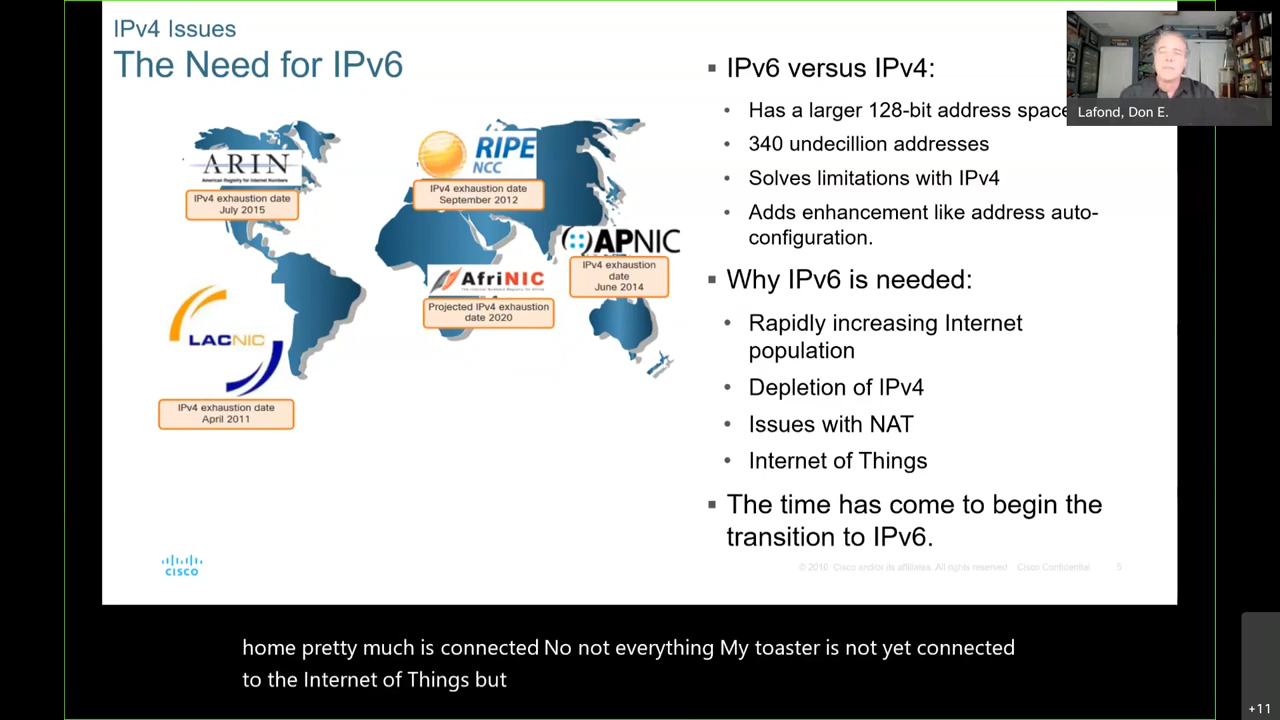 IPv4 Issues
The Need for IPv6
ARIN
American Registry for Internet Numbers
IPv4 exhaustion date
July 2015
RIPE
NCC
IPv4 exhaustion date
September 2012
APNIC
IPv4 exhaustion
date
June 2014
AfriNIC
Projected IPv4 exhaustion
date 2020
LACNIC
IPv4 exhaustion date
April 2011
▪ IPv6 versus IPv4:
• Has a larger 128-bit address space
• 340 undecillion addresses
• Solves limitations with IPv4
• Adds enhancement like address auto-
configuration.
▪ Why IPv6 is needed:
• Rapidly increasing Internet
population
• Depletion of IPv4
• Issues with NAT
• Internet of Things
▪ The time has come to begin the
transition to IPv6.
CISCO
© 2010 Cisco and/or its affiliates. All rights reserved Cisco Confidential 5
Lafond, Don E.
home pretty much is connected No not everything My toaster is not yet connected
to the Internet of Things but
+11